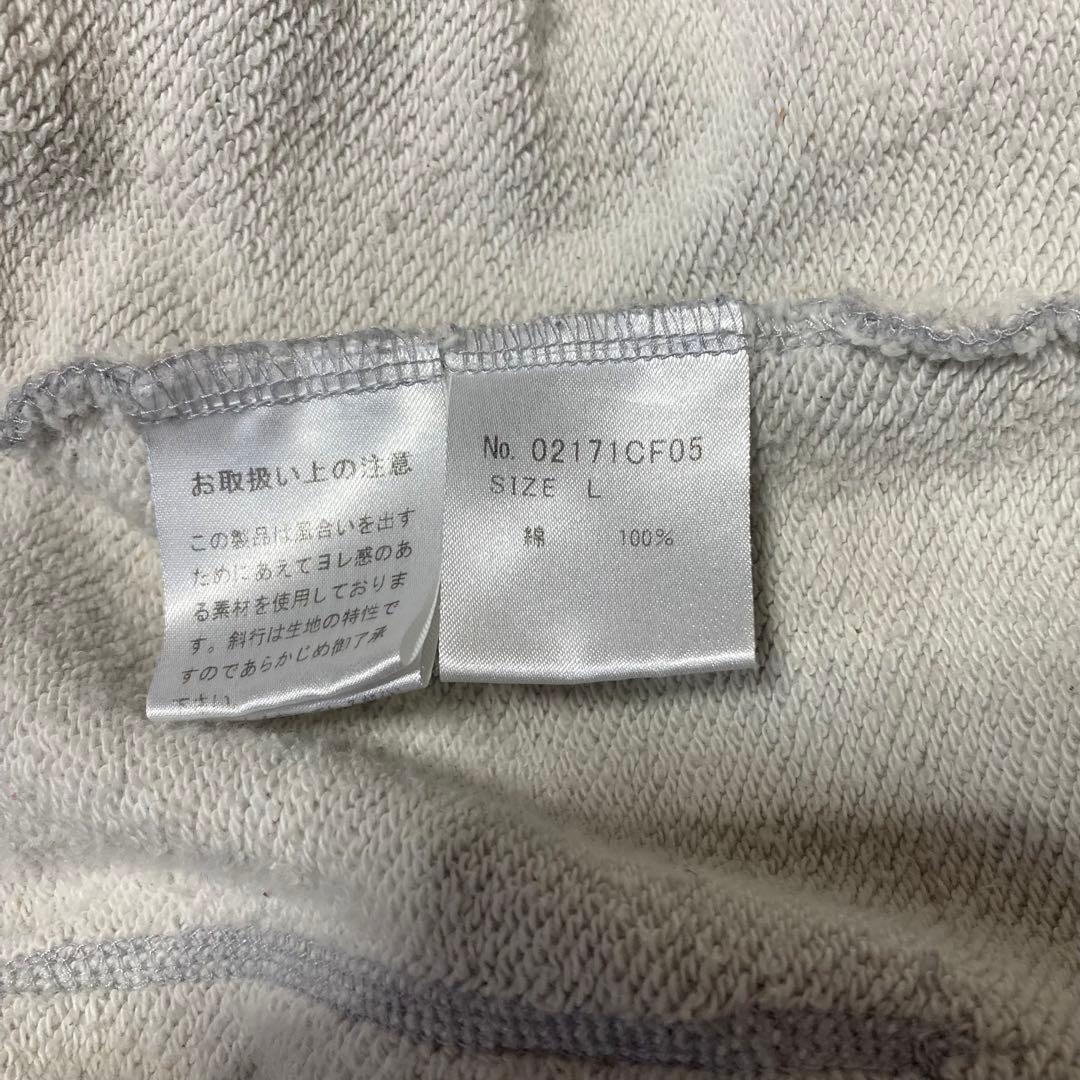 お取扱い上の注意
この製品は風合いを出す
ためにあえてヨレ感のあ
る素材を使用しておりま
す。斜行は生地の特性で
すのであらかじめ御了承
下さい。
No. 02171CF05
SIZE L
綿 100%